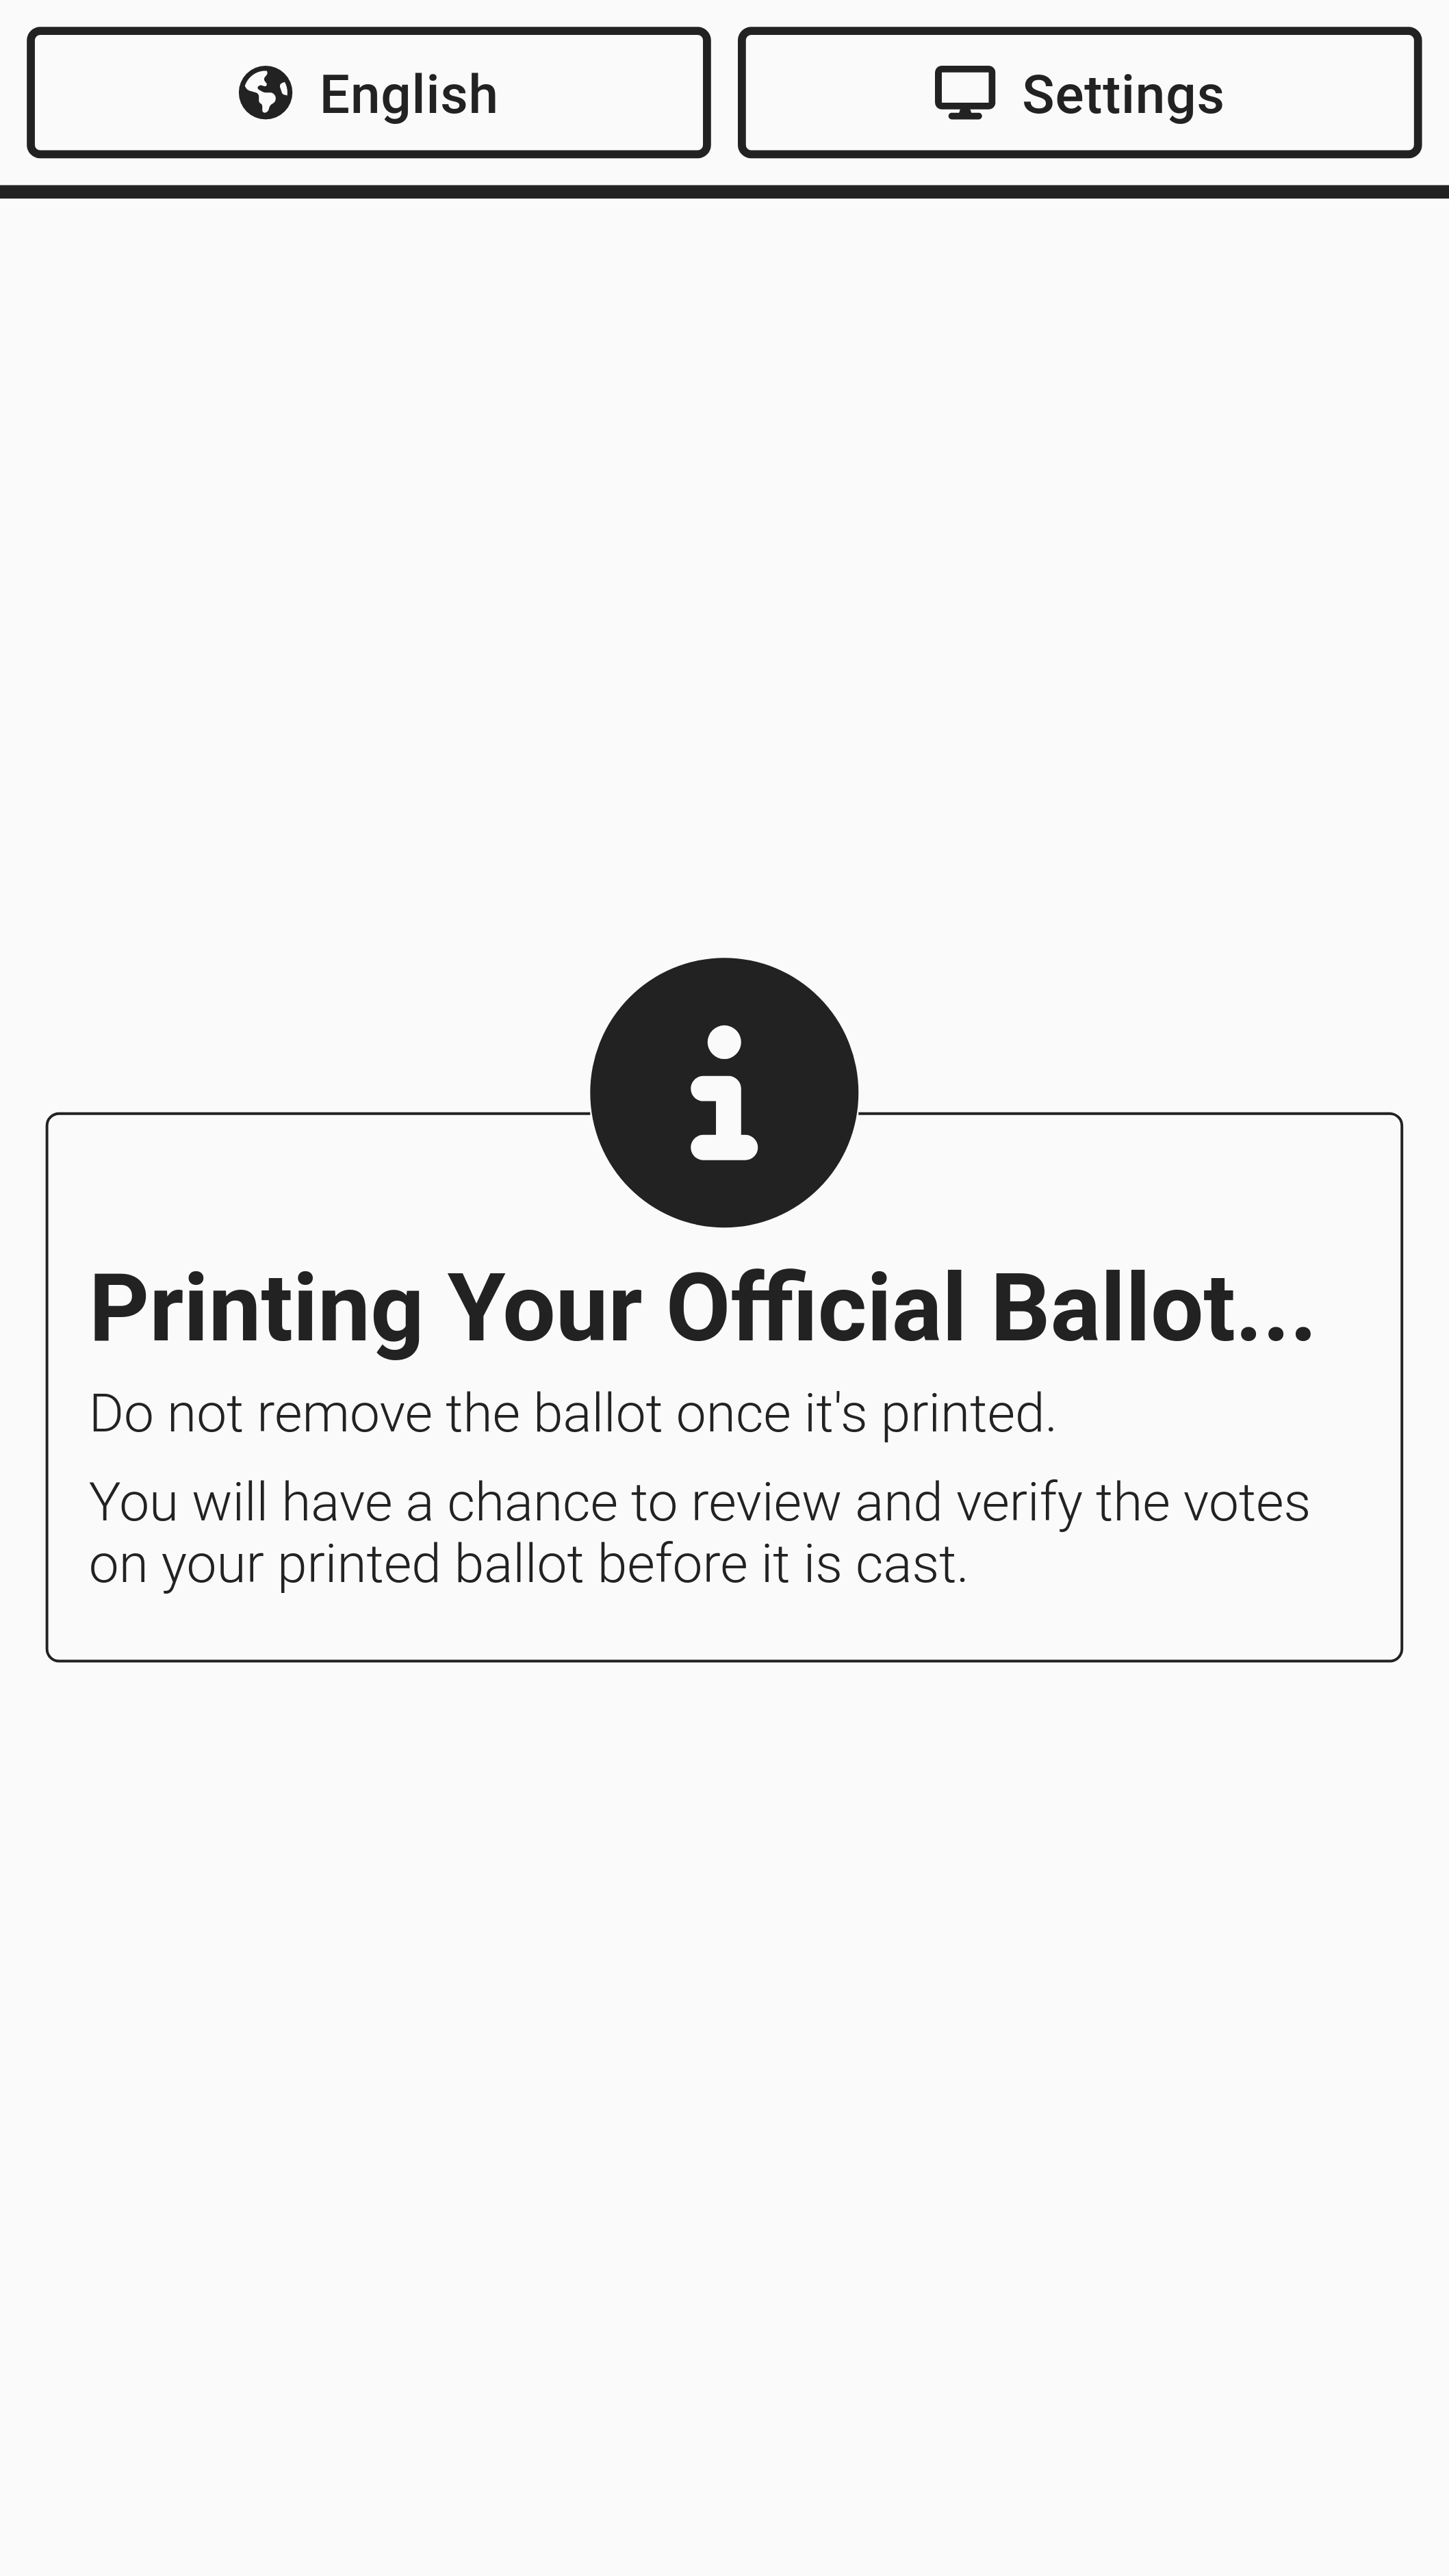 English
Settings
Printing Your Official Ballot...
Do not remove the ballot once it's printed.
You will have a chance to review and verify the votes
on your printed ballot before it is cast.